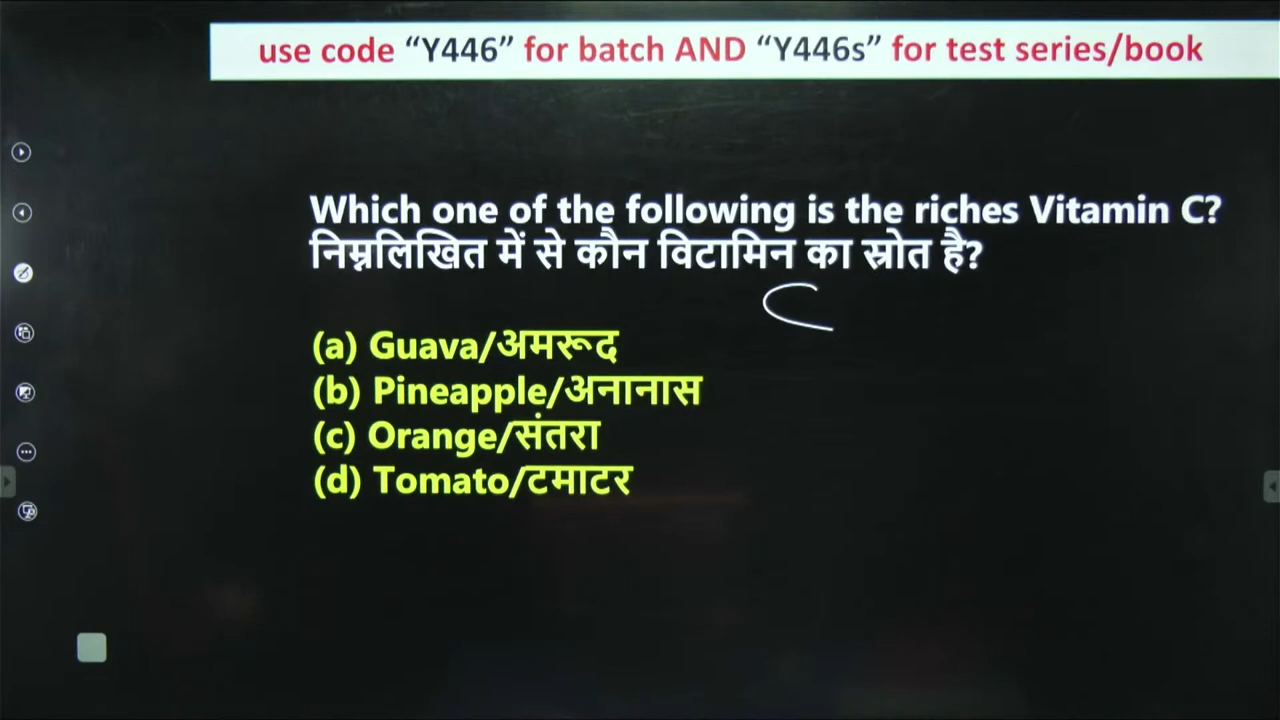 use code “Y446” for batch AND “Y446s” for test series/book
Which one of the following is the riches Vitamin C?
निम्नलिखित में से कौन विटामिन का स्रोत है?
C
(a) Guava/अमरूद
(b) Pineapple/अनानास
(c) Orange/संतरा
(d) Tomato/टमाटर